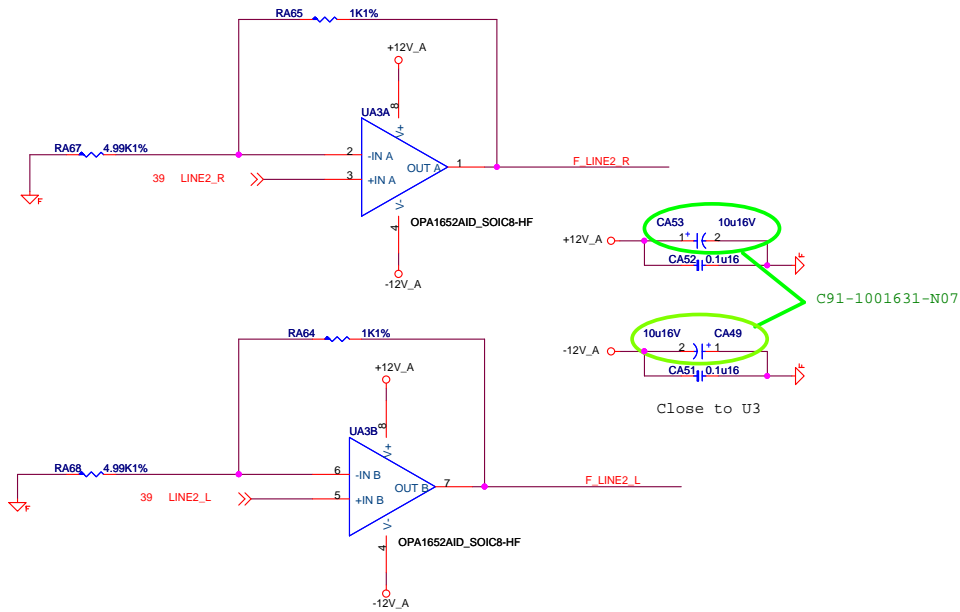 RA65 1K1%
+12V_A
UA3A
8
V+
RA67 4.99K1%
2 -IN A
OUT A 1
F_LINE2_R
39 LINE2_R
3 +IN A
F
V-
4
OPA1652AID_SOIC8-HF
-12V_A
CA53 10u16V
+12V_A
1 + 2
CA52 0.1u16
F
C91-1001631-N07
10u16V CA49
-12V_A
2 + 1
CA51 0.1u16
F
Close to U3
RA64 1K1%
+12V_A
UA3B
8
V+
RA68 4.99K1%
6 -IN B
OUT B 7
F_LINE2_L
39 LINE2_L
5 +IN B
F
V-
4
OPA1652AID_SOIC8-HF
-12V_A